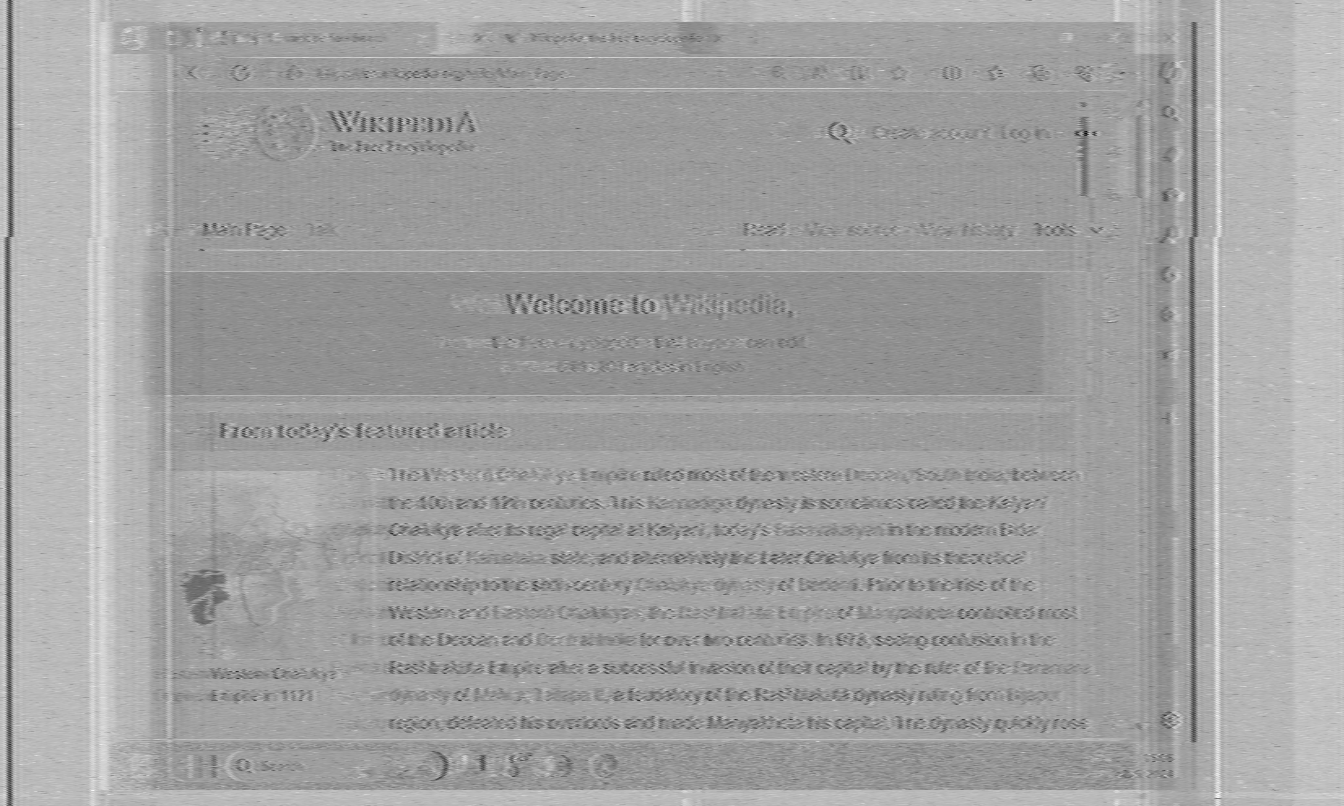 WIKIPEDIA
The Free Encyclopedia
Create account Log in
Main Page Talk
Read View source View history Tools
Welcome to Wikipedia,
the free encyclopedia that anyone can edit.
articles in English
From today's featured article
The Western Chalukya Empire ruled most of the western Deccan, South India, between
the 10th and 12th centuries. This Kannadiga dynasty is sometimes called the Kalyani
Chalukya after its regal capital at Kalyani, today's Basavakalyan in the modern Bidar
District of Karnataka state, and alternatively the Later Chalukya from its theoretical
relationship to the sixth-century Chalukya dynasty of Badami. Prior to the rise of the
Western and Eastern Chalukyas, the Rashtrakuta Empire of Manyakheta controlled most
of the Deccan and Central India for over two centuries. In 973, seeing confusion in the
Rashtrakuta Empire after a successful invasion of their capital by the ruler of the Paramara
dynasty of Malwa, Tailapa II, a feudatory of the Rashtrakuta dynasty ruling from Bijapur
region, defeated his overlords and made Manyakheta his capital. The dynasty quickly rose
Western Chalukya
Empire in 1121
Search